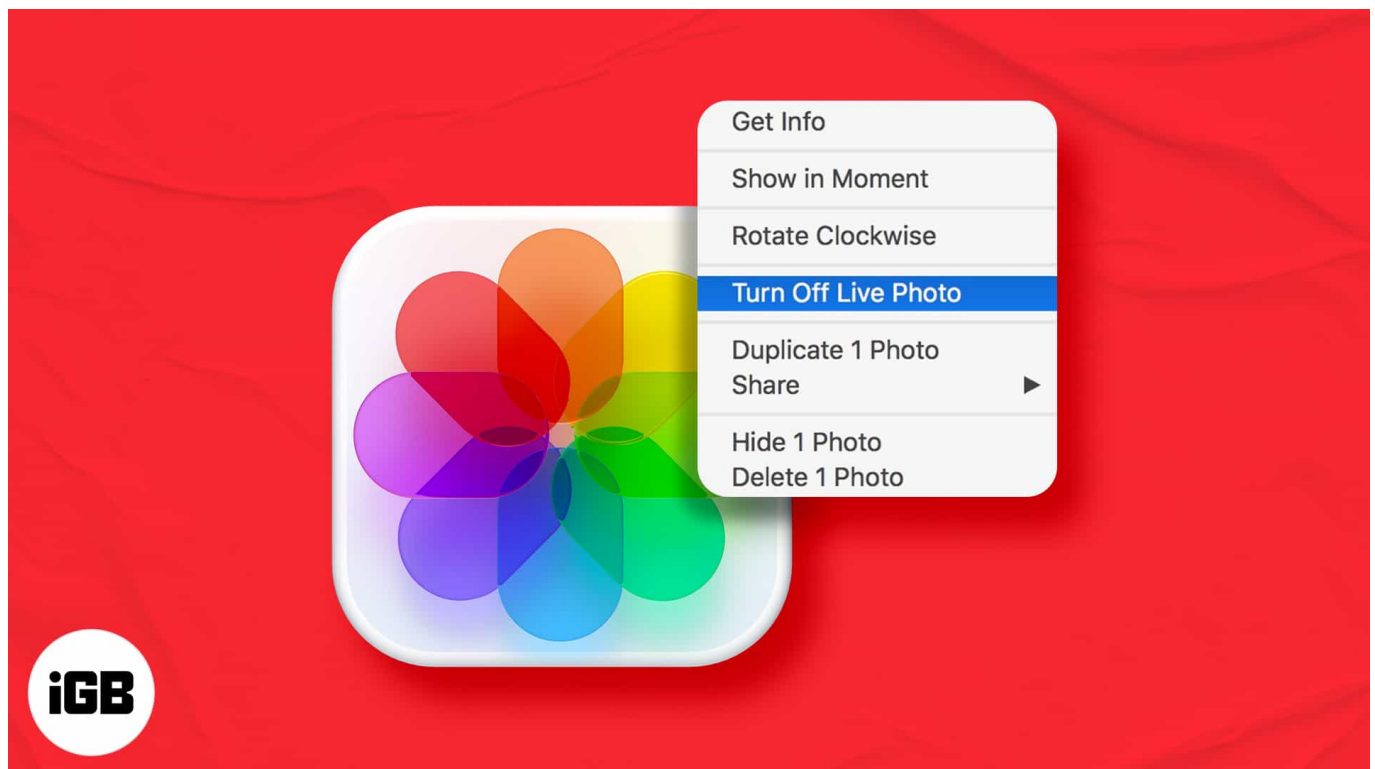 Get Info
Show in Moment
Rotate Clockwise
Turn Off Live Photo
Duplicate 1 Photo
Share
Hide 1 Photo
Delete 1 Photo
iGB